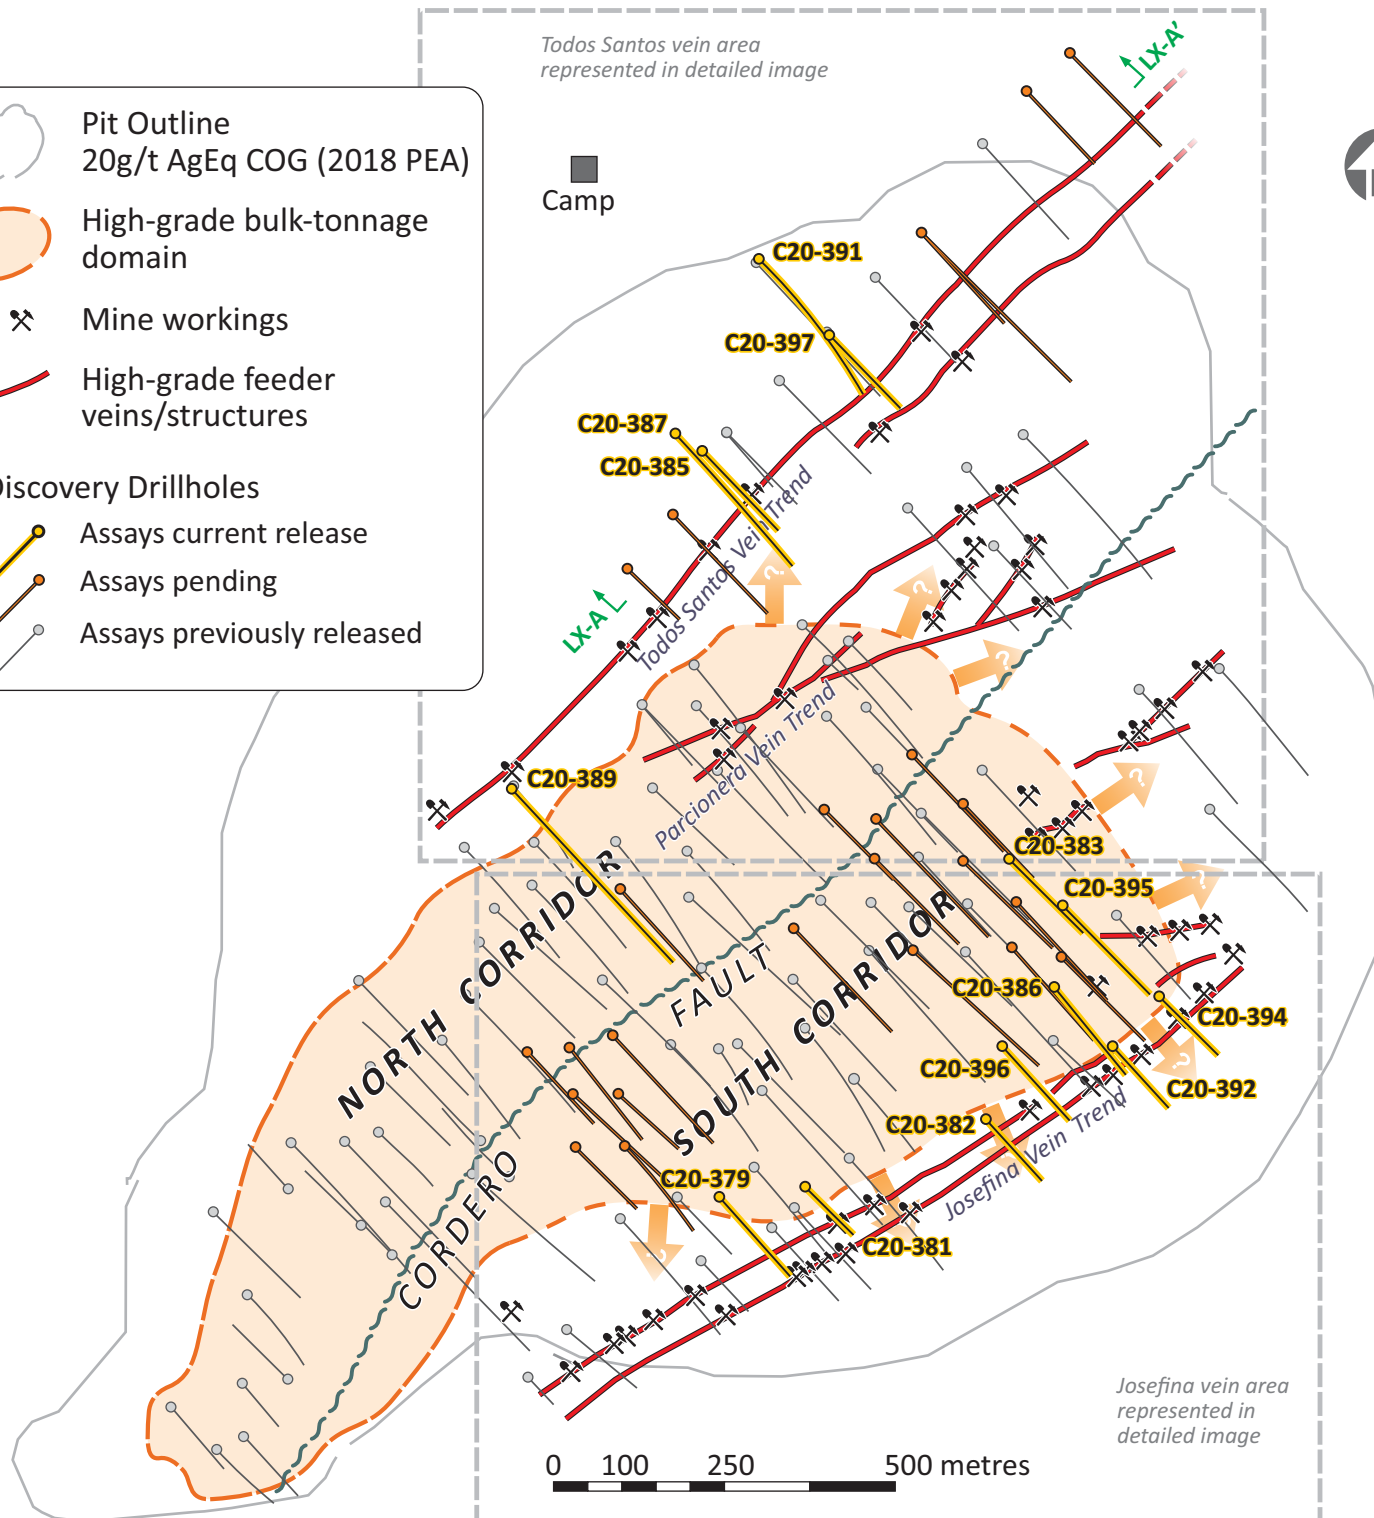 Todos Santos vein area
represented in detailed image
LX-A'
Pit Outline
20g/t AgEq COG (2018 PEA)
High-grade bulk-tonnage
domain
Mine workings
High-grade feeder
veins/structures
Discovery Drillholes
Assays current release
Assays pending
Assays previously released
Camp
C20-391
C20-397
C20-387
C20-385
Todos Santos Vein Trend
?
?
?
LX-A
Parcionera Vein Trend
?
C20-389
C20-383
C20-395
?
NORTH CORRIDOR
CORDERO FAULT
SOUTH CORRIDOR
C20-386
C20-394
C20-396
?
C20-392
C20-382
Josefina Vein Trend
C20-379
C20-381
?
Josefina vein area
represented in
detailed image
0 100 250 500 metres